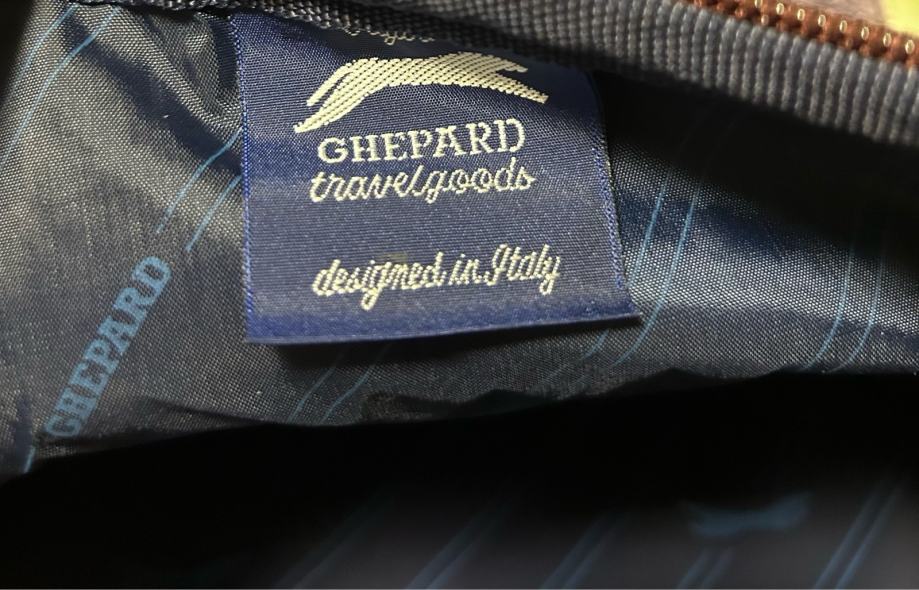 GHEPARD
travelgoods
designed in Italy
GHEPARD